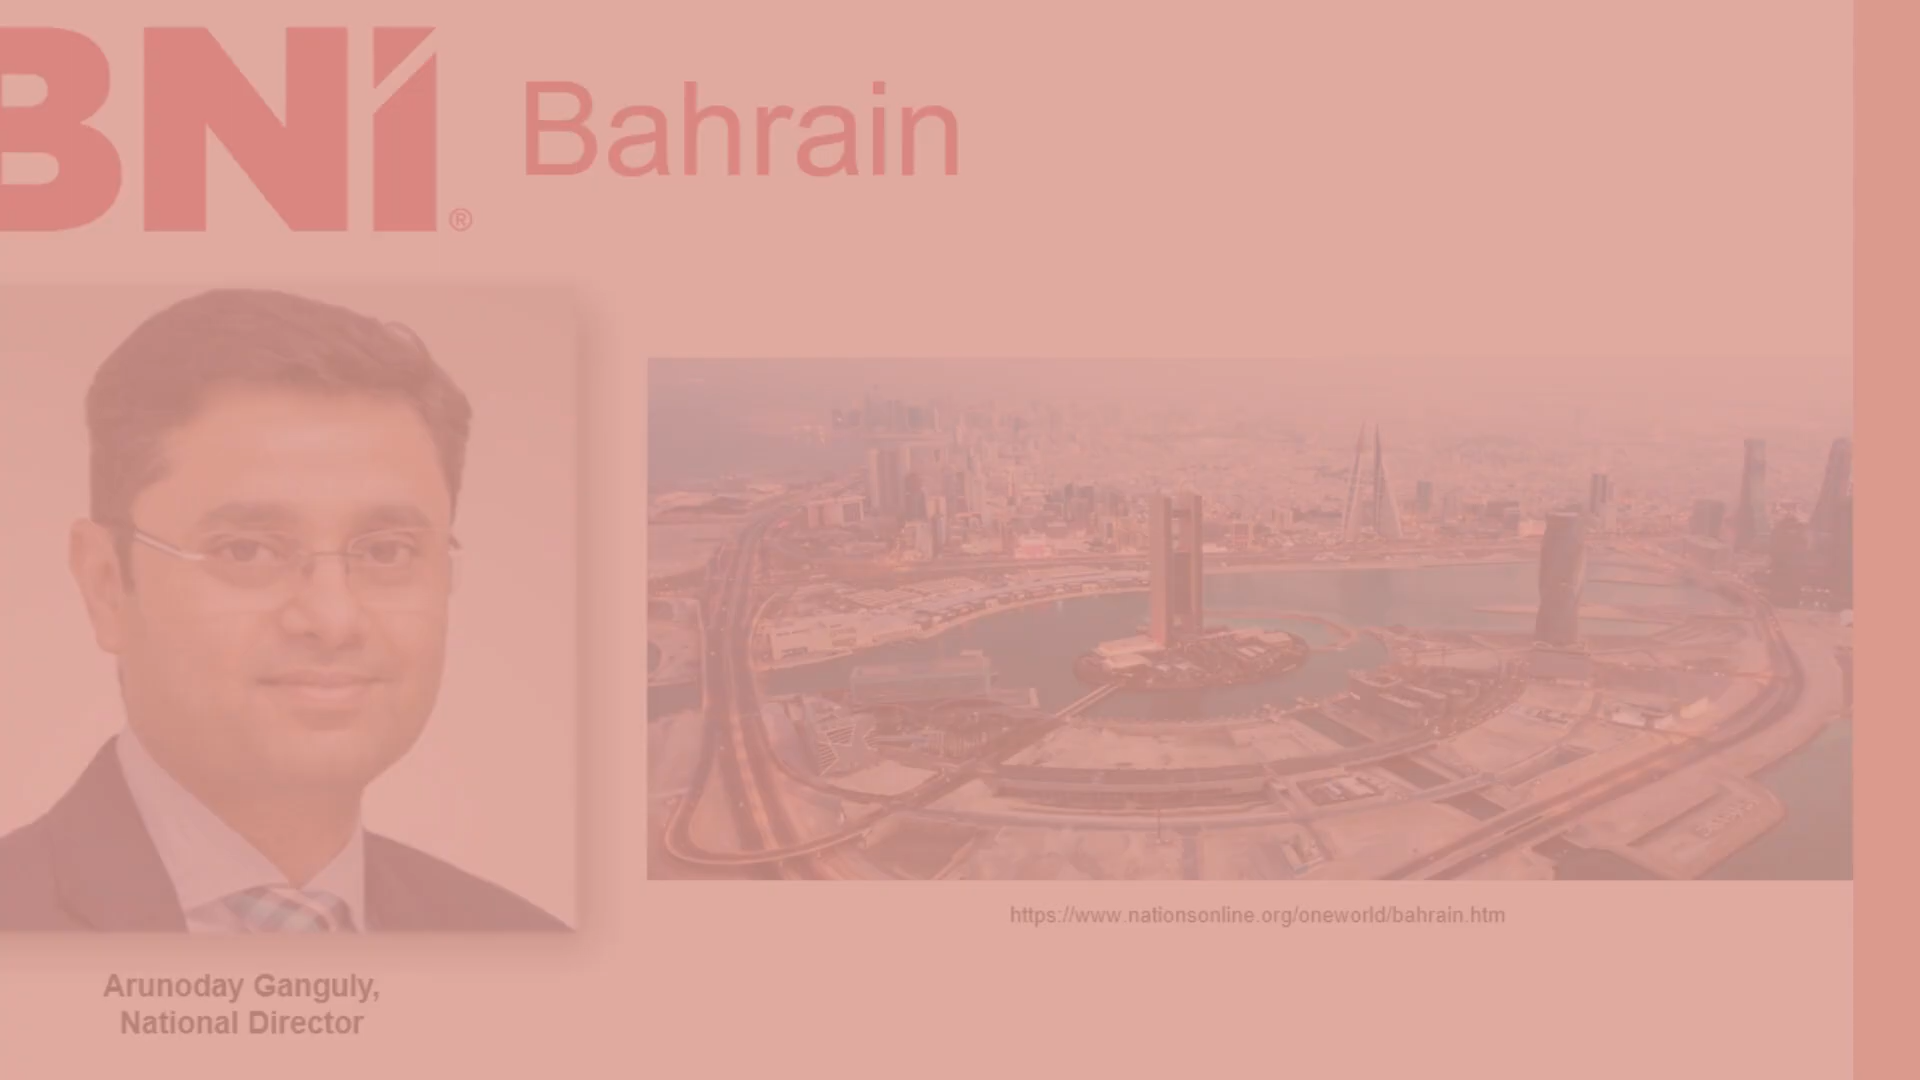 BNI®
Bahrain
https://www.nationsonline.org/oneworld/bahrain.htm
Arunoday Ganguly,
National Director